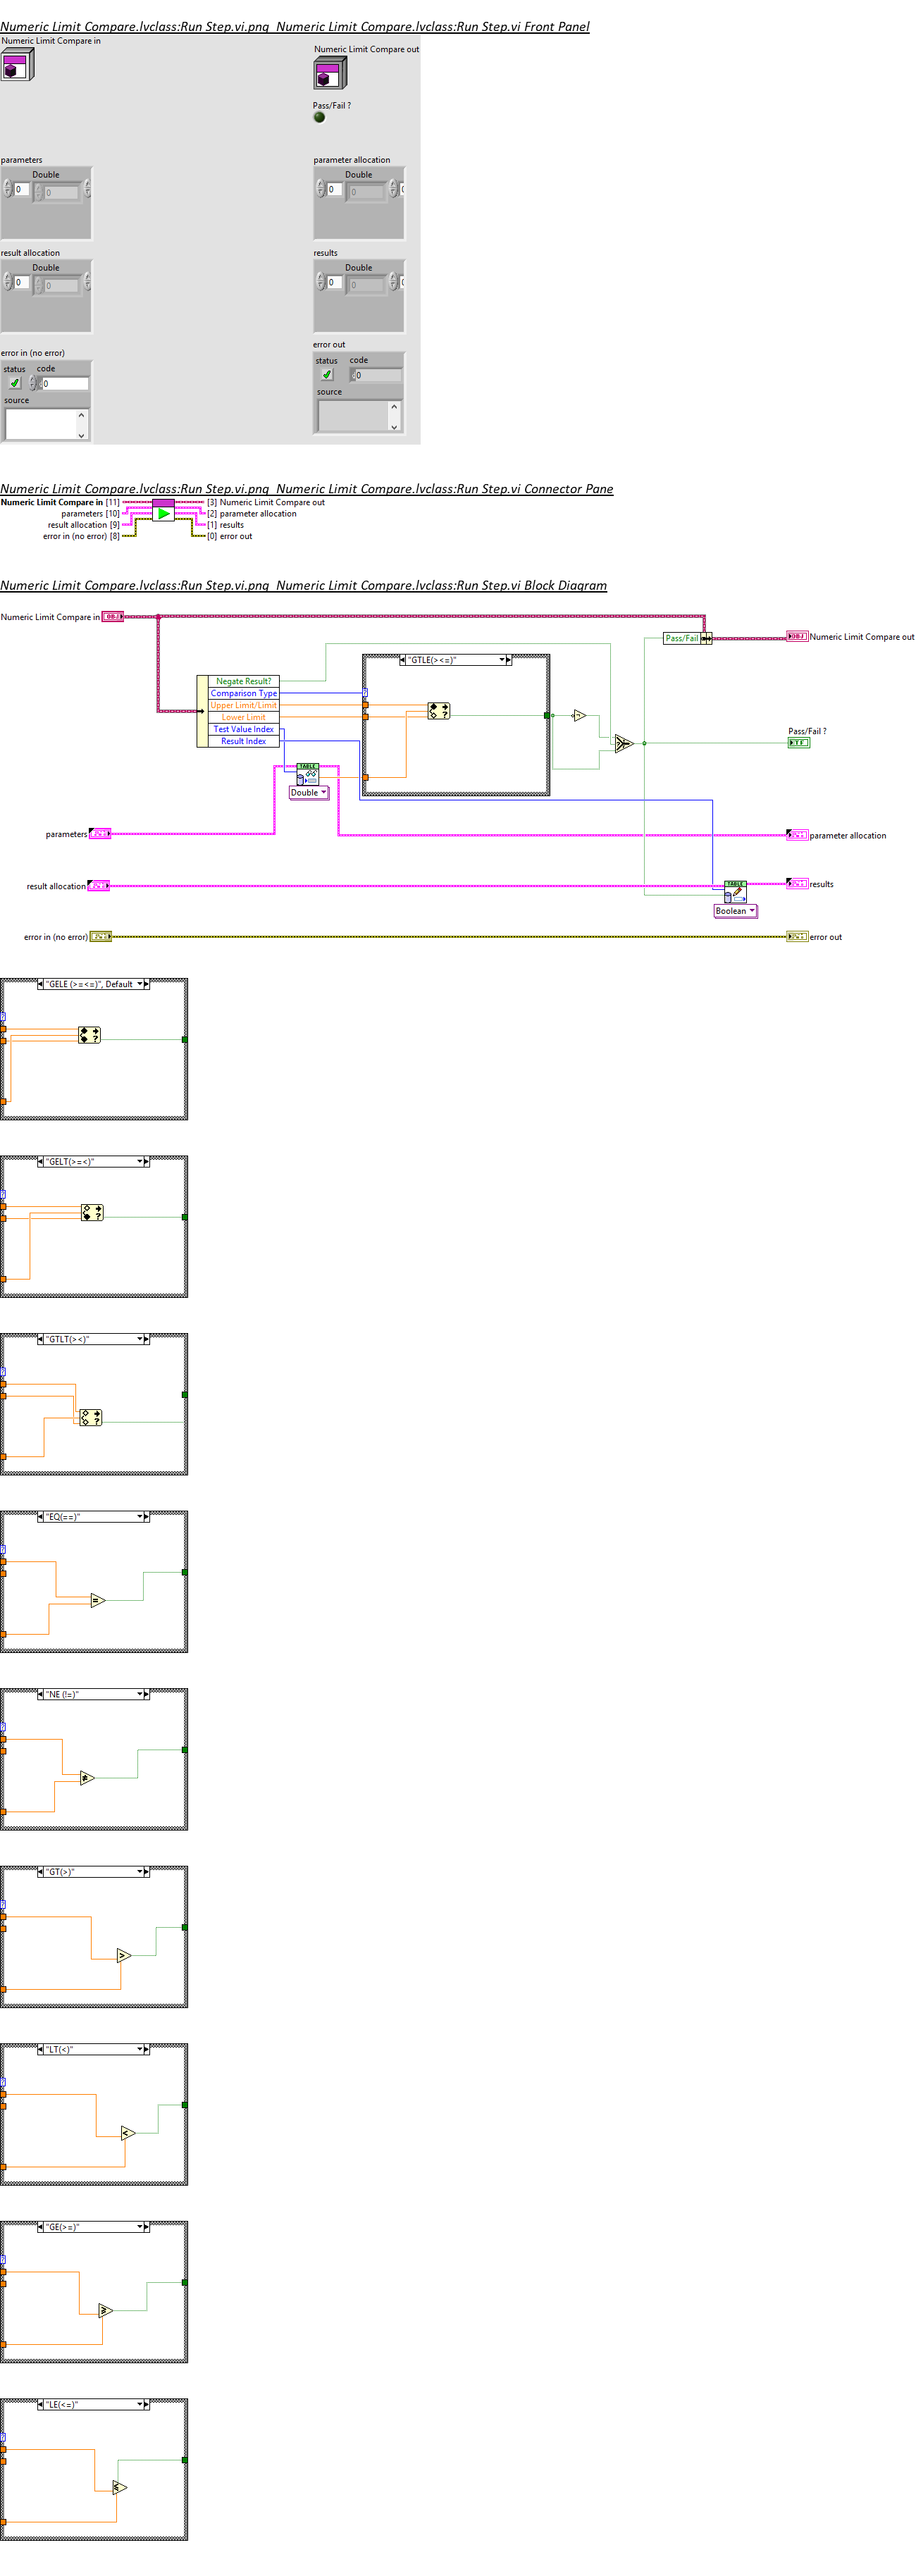 Numeric Limit Compare.lvclass:Run Step.vi.png  Numeric Limit Compare.lvclass:Run Step.vi Front Panel
Numeric Limit Compare in
Numeric Limit Compare out
Pass/Fail ?
parameters
parameter allocation
Double
Double
0
0
0
0
result allocation
results
Double
Double
0
0
0
0
error in (no error)
error out
status code
status code
0
0
source
source
Numeric Limit Compare.lvclass:Run Step.vi.png  Numeric Limit Compare.lvclass:Run Step.vi Connector Pane
Numeric Limit Compare in [11]
[3] Numeric Limit Compare out
parameters [10]
[2] parameter allocation
result allocation [9]
[1] results
error in (no error) [8]
[0] error out
Numeric Limit Compare.lvclass:Run Step.vi.png  Numeric Limit Compare.lvclass:Run Step.vi Block Diagram
Numeric Limit Compare in
OBJ
Pass/Fail
OBJ
Numeric Limit Compare out
"GTLE(><=)"
Negate Result?
Comparison Type
Upper Limit/Limit
Lower Limit
Test Value Index
Result Index
?
?
Pass/Fail ?
TF
TABLE
Double
parameters
parameter allocation
result allocation
TABLE
results
Boolean
error in (no error)
error out
"GELE (>=<=)", Default
?
?
"GELT(>=<)"
?
?
"GTLT(><)"
?
?
"EQ(==)"
?
=
"NE (!=)"
?
≠
"GT(>)"
?
>
"LT(<)"
?
<
"GE(>=)"
?
≥
"LE(<=)"
?
≤